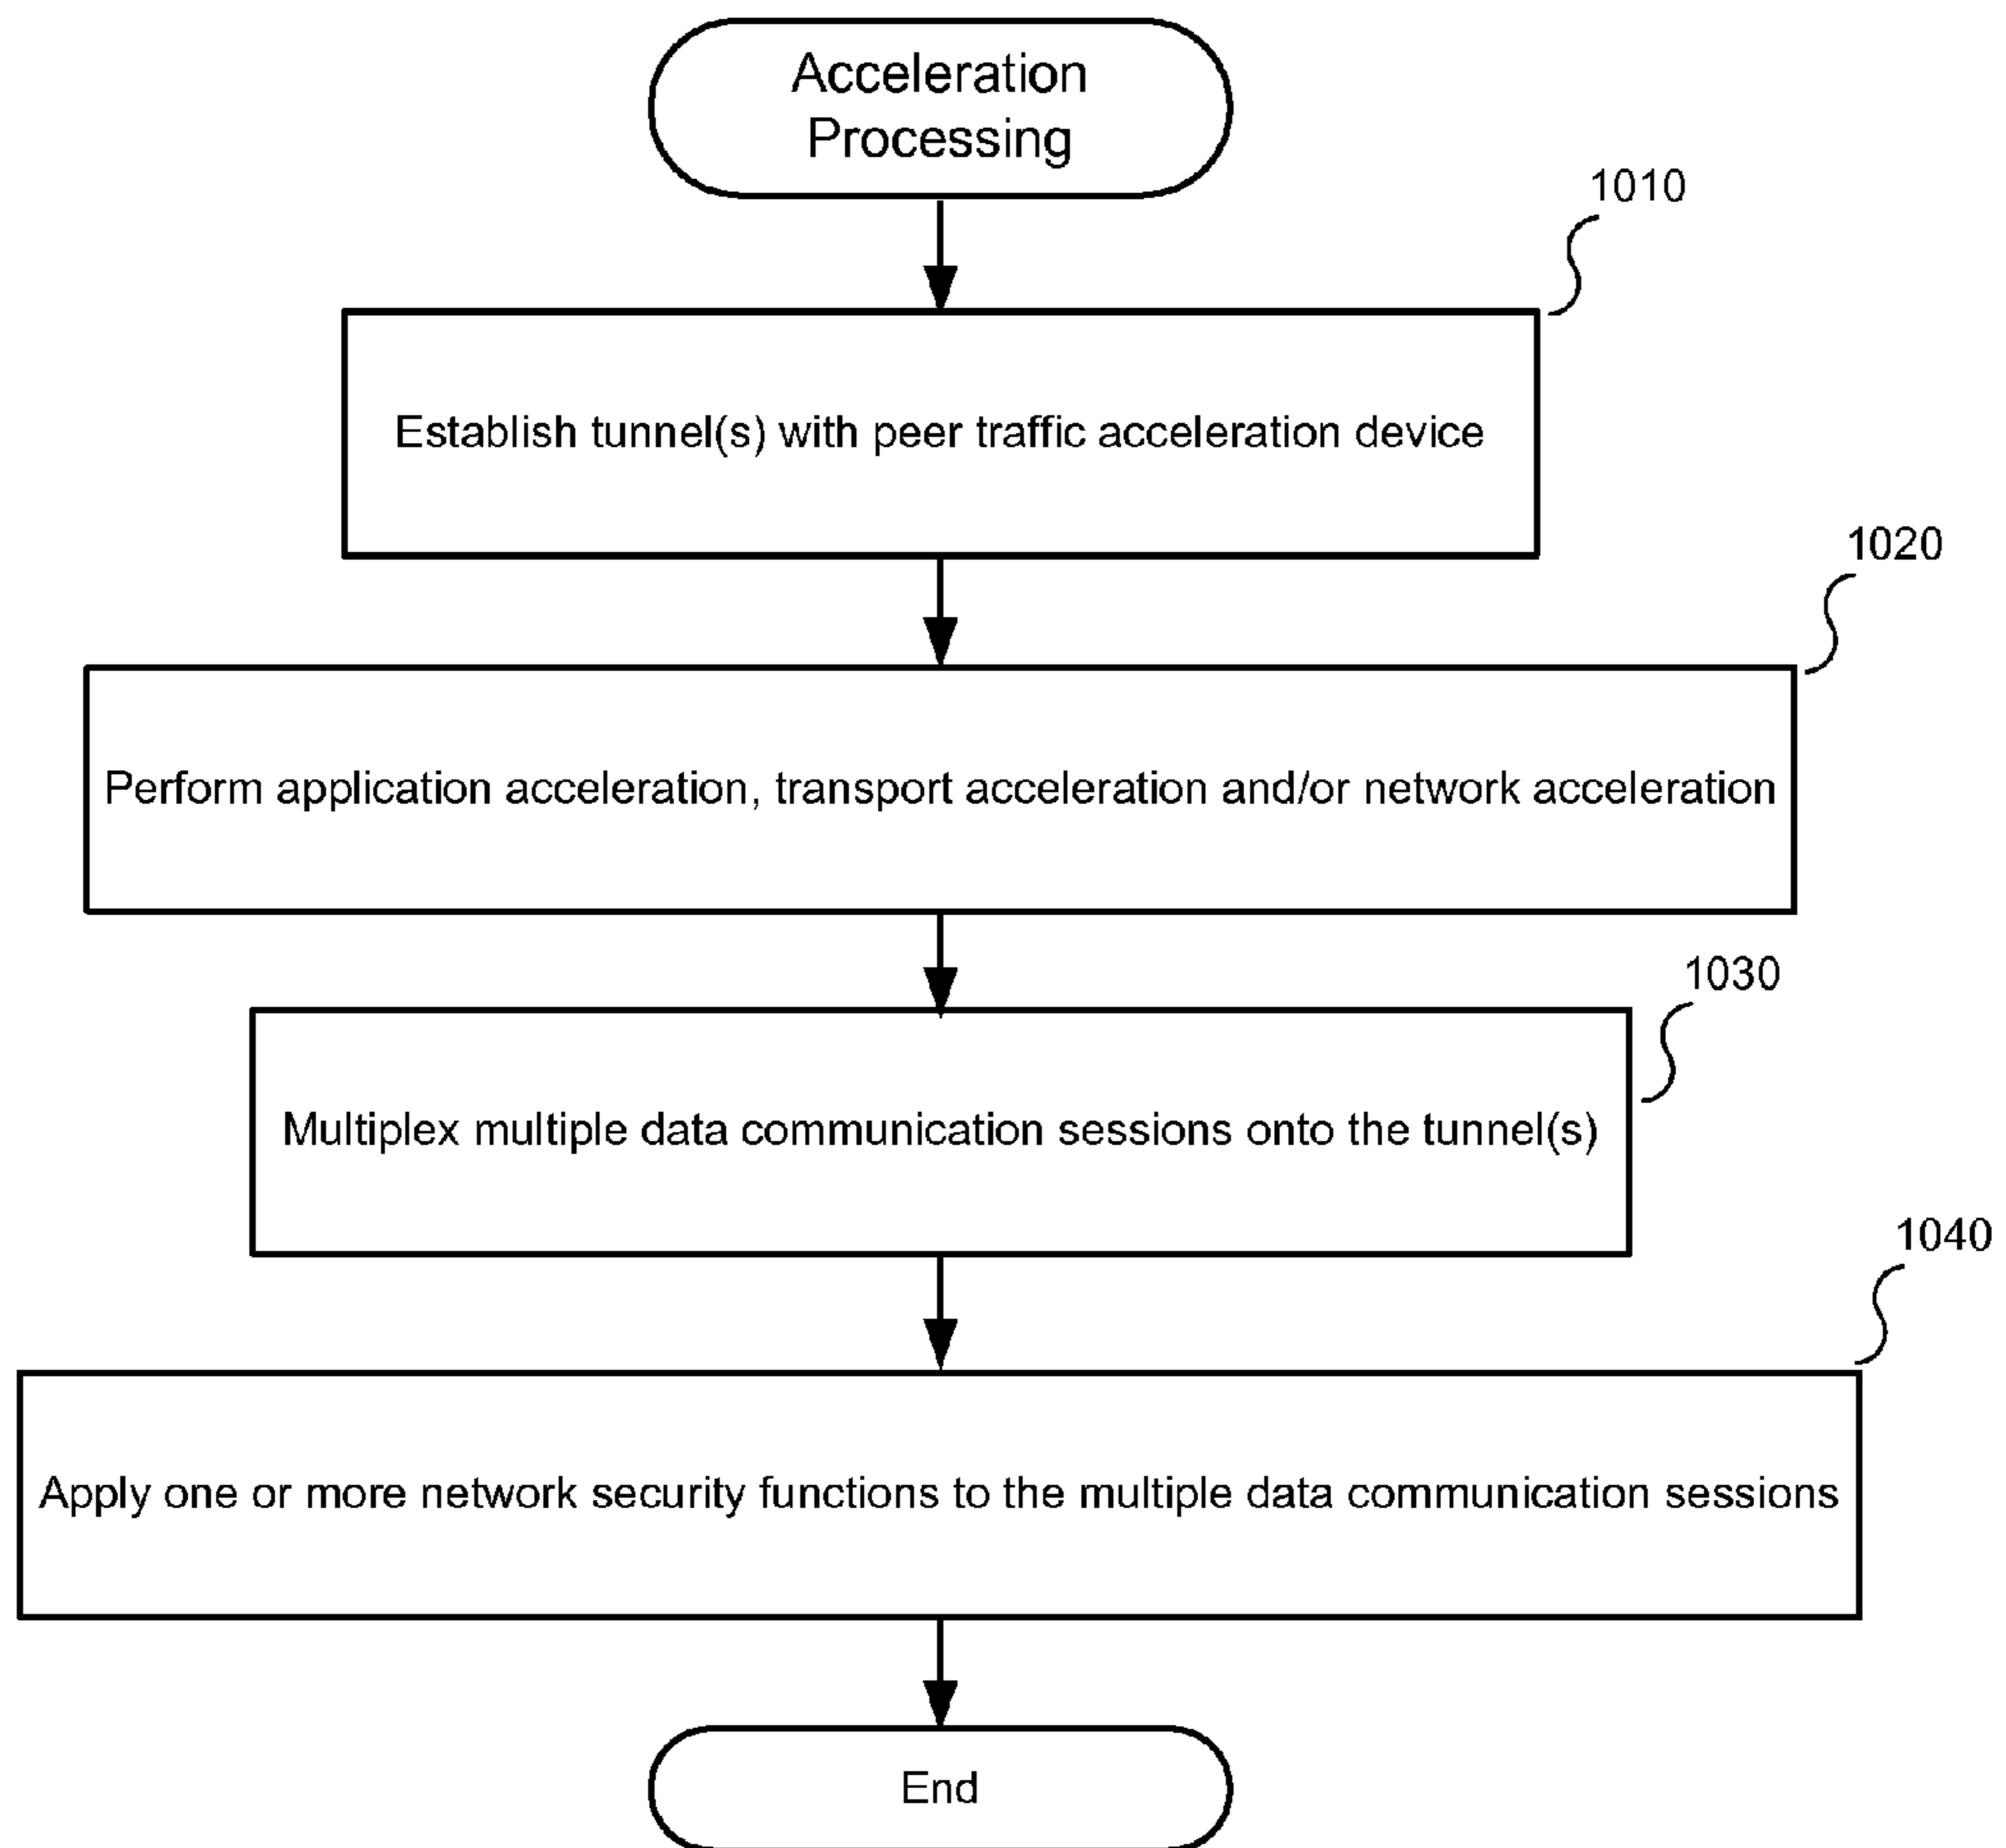 Acceleration
Processing
1010
Establish tunnel(s) with peer traffic acceleration device
1020
Perform application acceleration, transport acceleration and/or network acceleration
1030
Multiplex multiple data communication sessions onto the tunnel(s)
1040
Apply one or more network security functions to the multiple data communication sessions
End